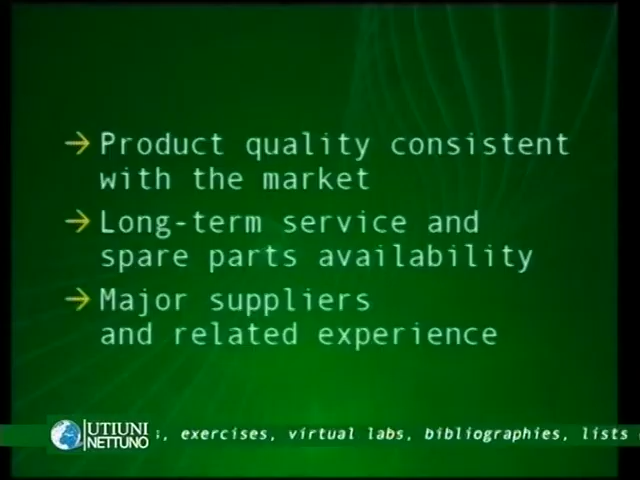 → Product quality consistent
with the market
→ Long-term service and
spare parts availability
→ Major suppliers
and related experience
UTIUNI
NETTUNO
, exercises, virtual labs, bibliographies, lists